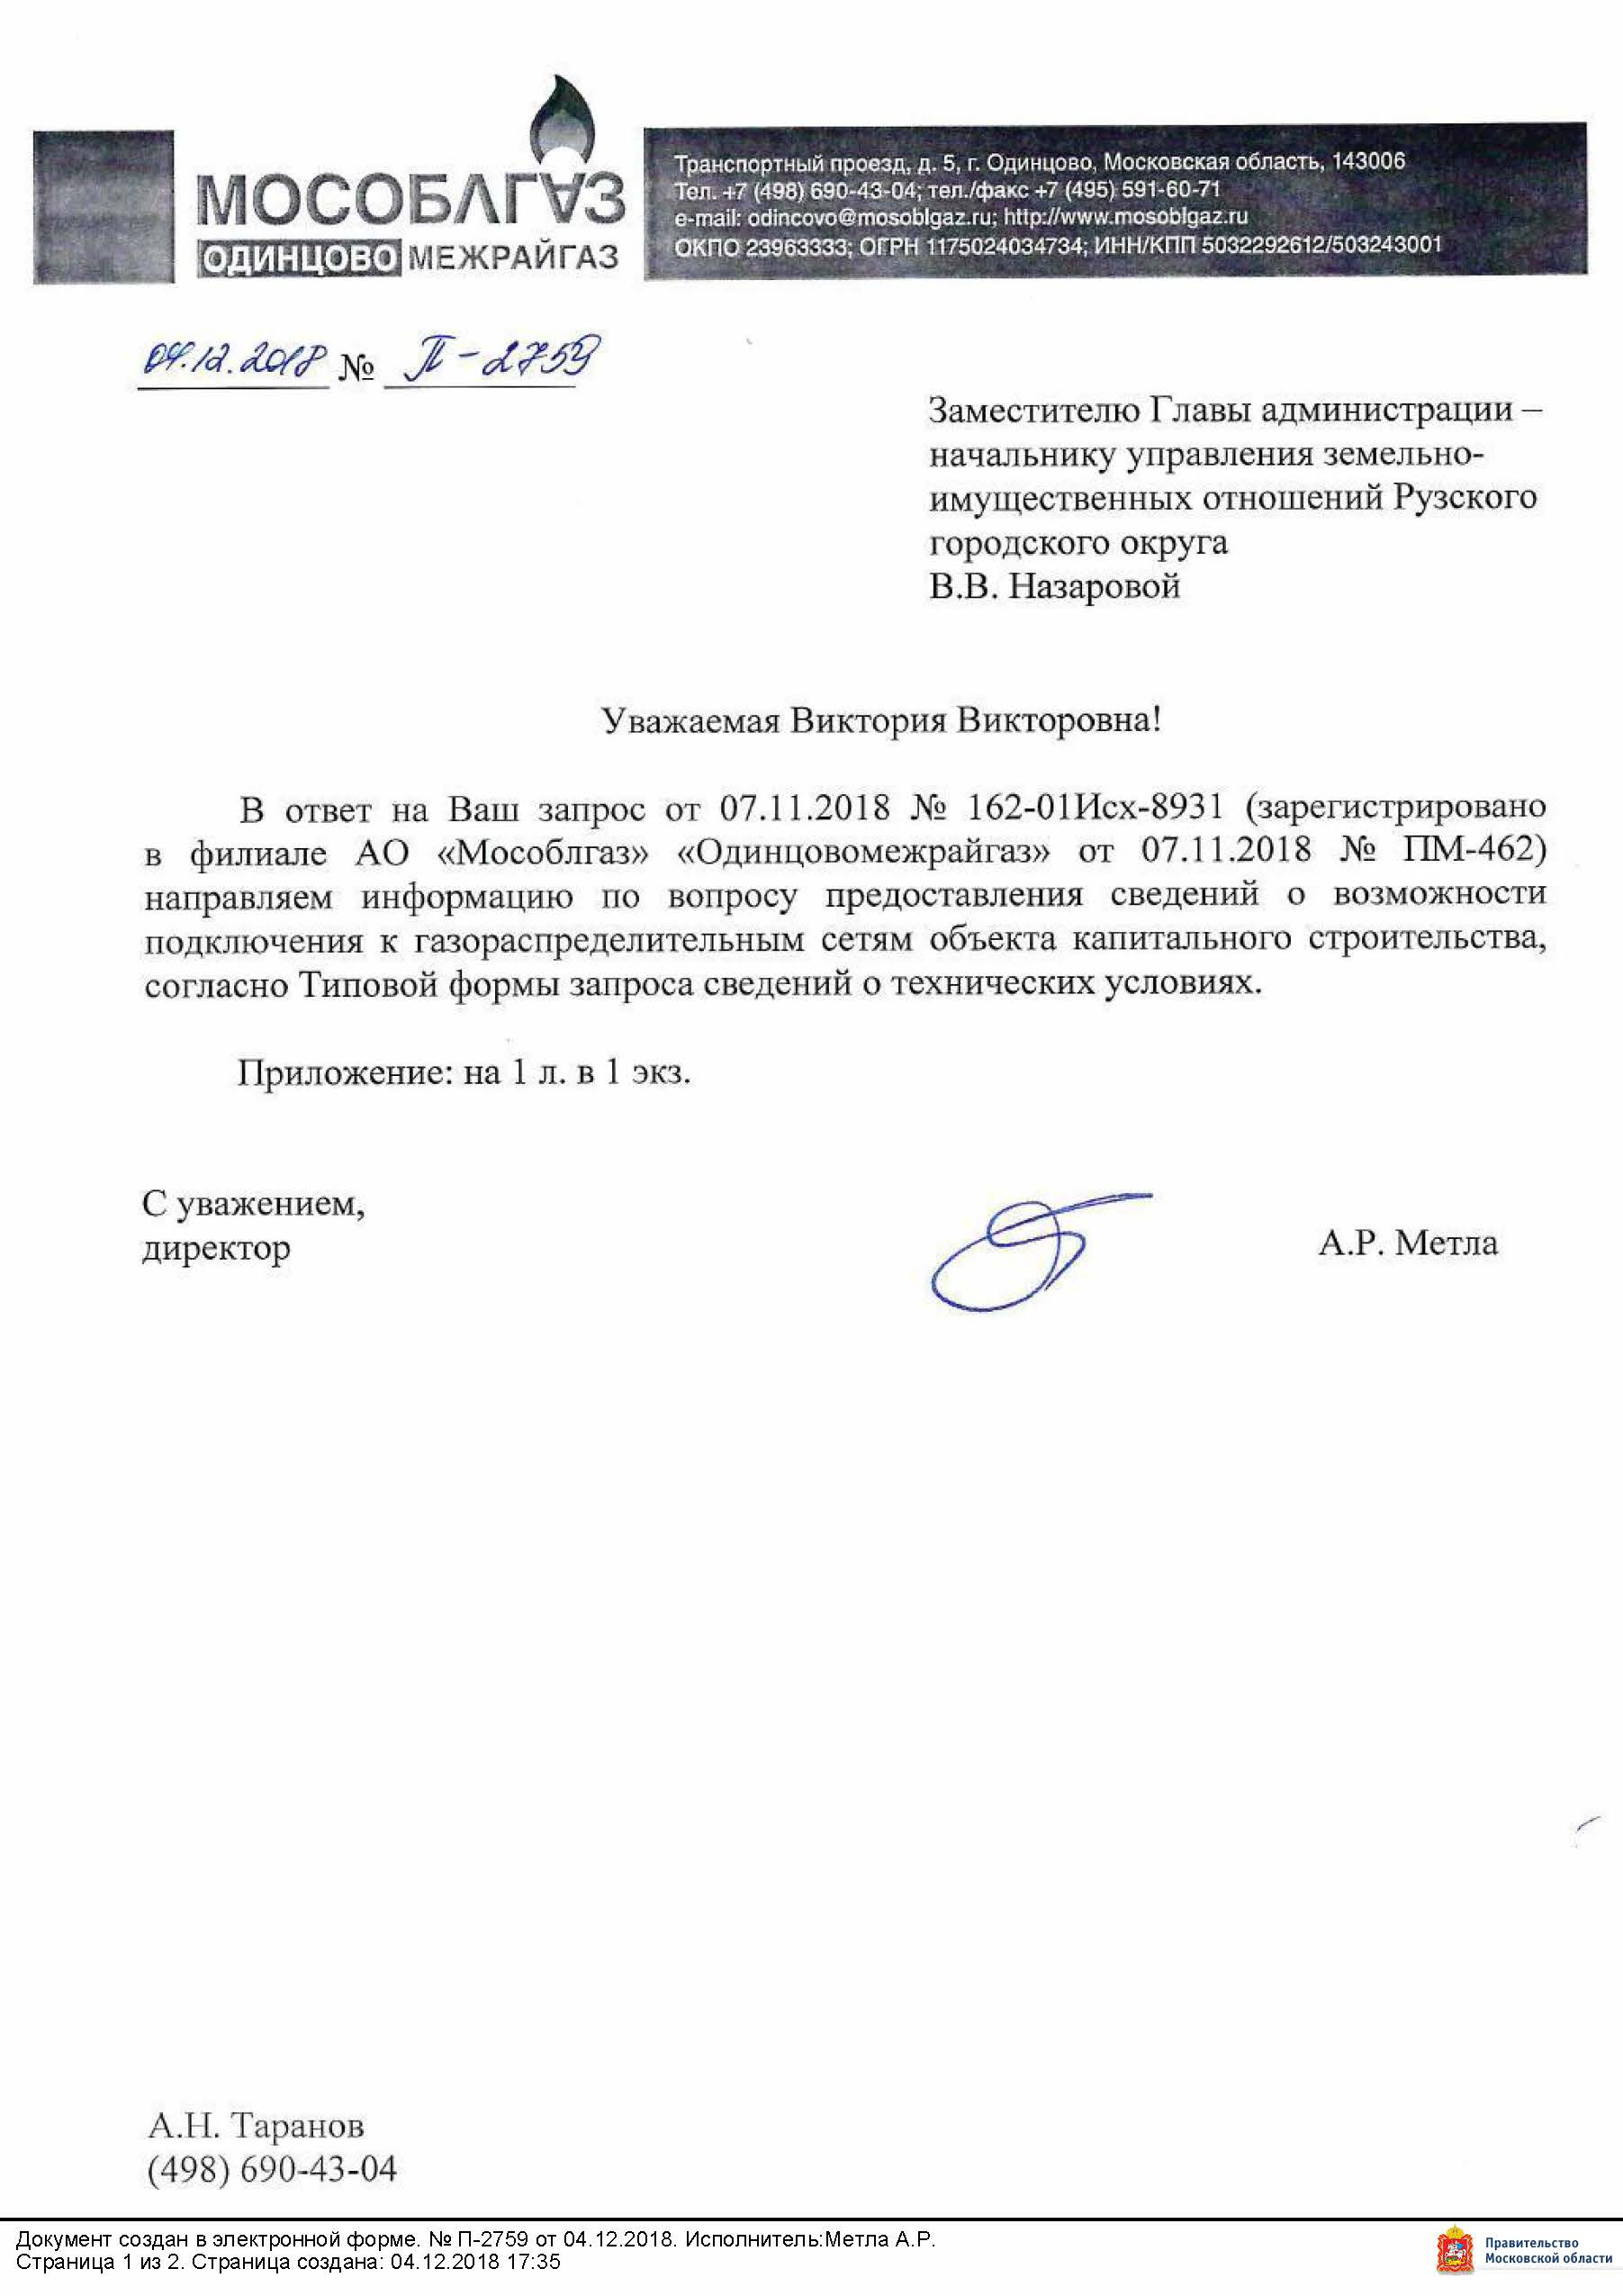 МОСОБЛГАЗ
ОДИНЦОВО МЕЖРАЙГАЗ
Транспортный проезд, д. 5, г. Одинцово, Московская область, 143006
Тел. +7 (498) 690-43-04; тел./факс +7 (495) 591-60-71
e-mail: odincovo@mosoblgaz.ru; http://www.mosoblgaz.ru
ОКПО 23963333; ОГРН 1175024034734; ИНН/КПП 5032292612/503243001
04.12.2018 № П-2759
Заместителю Главы администрации –
начальнику управления земельно-
имущественных отношений Рузского
городского округа
В.В. Назаровой
Уважаемая Виктория Викторовна!
В ответ на Ваш запрос от 07.11.2018 № 162-01Исх-8931 (зарегистрировано
в филиале АО «Мособлгаз» «Одинцовомежрайгаз» от 07.11.2018 № ПМ-462)
направляем информацию по вопросу предоставления сведений о возможности
подключения к газораспределительным сетям объекта капитального строительства,
согласно Типовой формы запроса сведений о технических условиях.
Приложение: на 1 л. в 1 экз.
С уважением,
директор
А.Р. Метла
А.Н. Таранов
(498) 690-43-04
Документ создан в электронной форме. № П-2759 от 04.12.2018. Исполнитель:Метла А.Р.
Страница 1 из 2. Страница создана: 04.12.2018 17:35
Правительство
Московской области